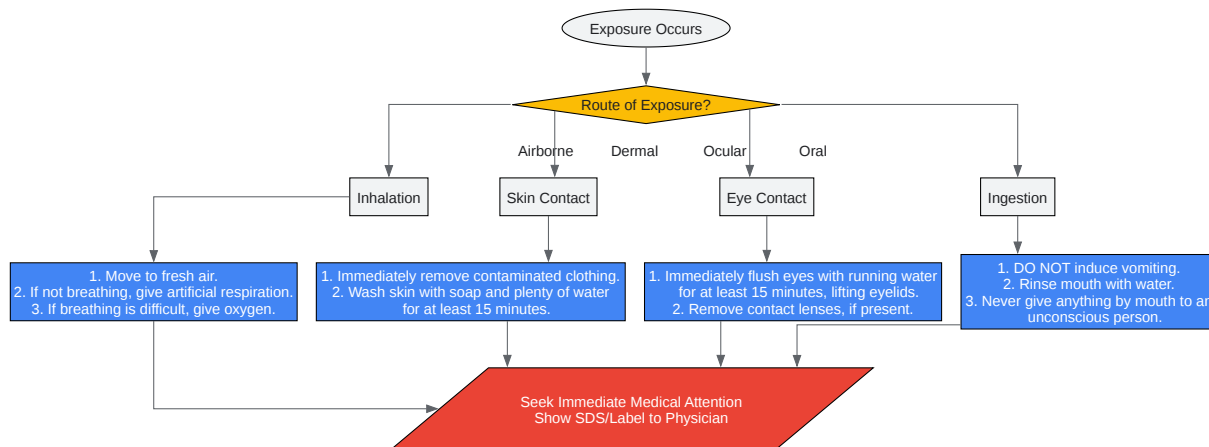 Exposure Occurs
Route of Exposure?
Airborne
Dermal
Ocular
Oral
Inhalation
Skin Contact
Eye Contact
Ingestion
1. Move to fresh air.
2. If not breathing, give artificial respiration.
3. If breathing is difficult, give oxygen.
1. Immediately remove contaminated clothing.
2. Wash skin with soap and plenty of water
for at least 15 minutes.
1. Immediately flush eyes with running water
for at least 15 minutes, lifting eyelids.
2. Remove contact lenses, if present.
1. DO NOT induce vomiting.
2. Rinse mouth with water.
3. Never give anything by mouth to an
unconscious person.
Seek Immediate Medical Attention
Show SDS/Label to Physician